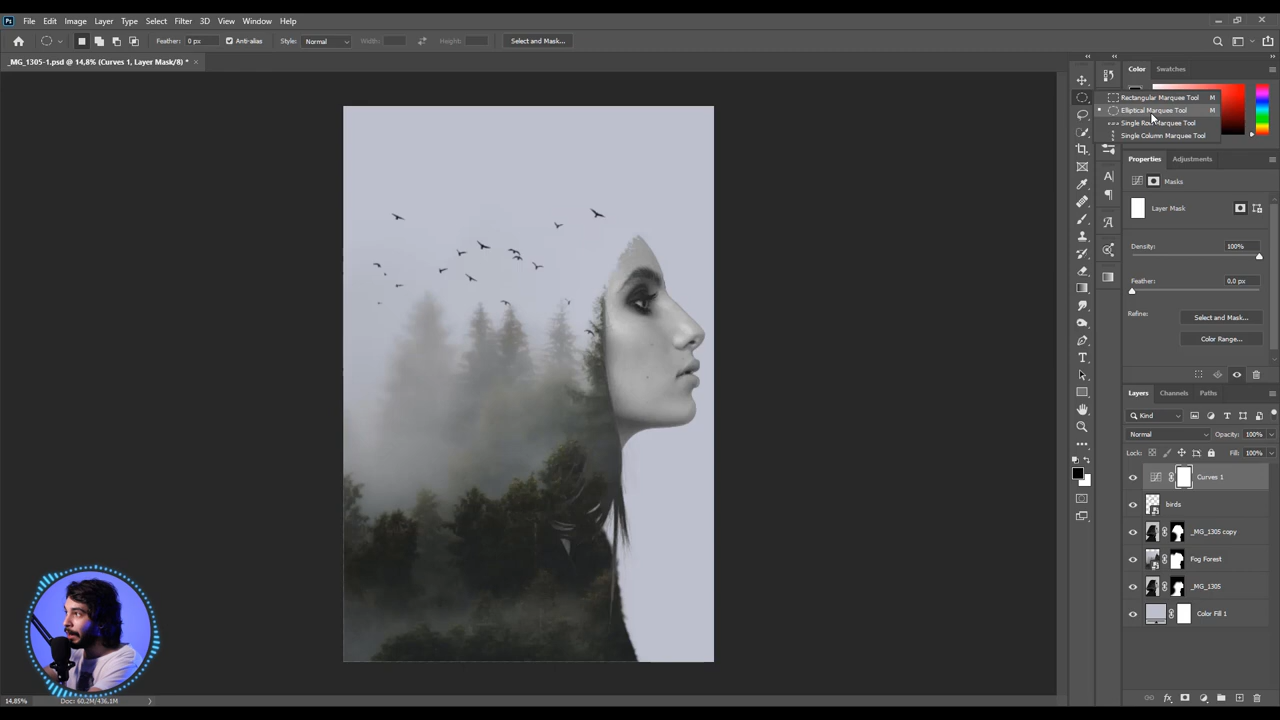 Ps File Edit Image Layer Type Select Filter 3D View Window Help
Feather: 0 px Anti-alias Style: Normal Width: Height: Select and Mask...
_MG_1305-1.psd @ 14,8% (Curves 1, Layer Mask/8) * ×
Color Swatches
Rectangular Marquee Tool M
Elliptical Marquee Tool M
Single Row Marquee Tool
Single Column Marquee Tool
Properties Adjustments
Masks
Layer Mask
Density: 100%
Feather: 0,0 px
Refine: Select and Mask...
Color Range...
Layers Channels Paths
Kind
Normal Opacity: 100%
Lock: Fill: 100%
Curves 1
birds
_MG_1305 copy
Fog Forest
_MG_1305
Color Fill 1
14,85% Doc: 60,2M/436,1M